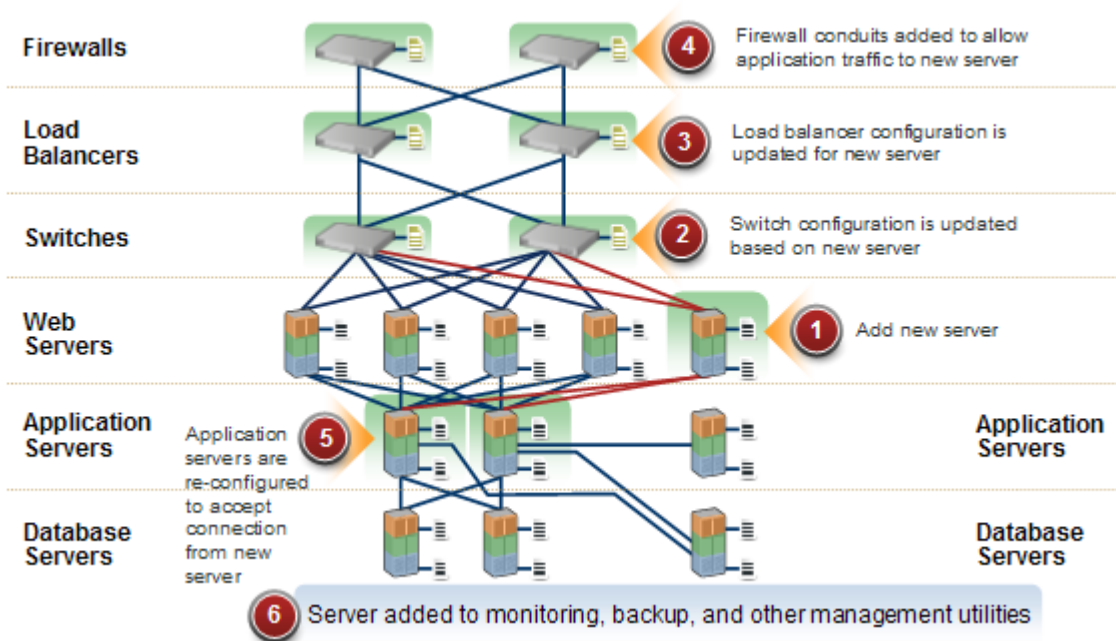 Firewalls
4
Firewall conduits added to allow
application traffic to new server
Load
Balancers
3
Load balancer configuration is
updated for new server
Switches
2
Switch configuration is updated
based on new server
Web
Servers
1
Add new server
Application
Servers
5
Application
servers are
re-configured
to accept
connection
from new
server
Application
Servers
Database
Servers
Database
Servers
6
Server added to monitoring, backup, and other management utilities